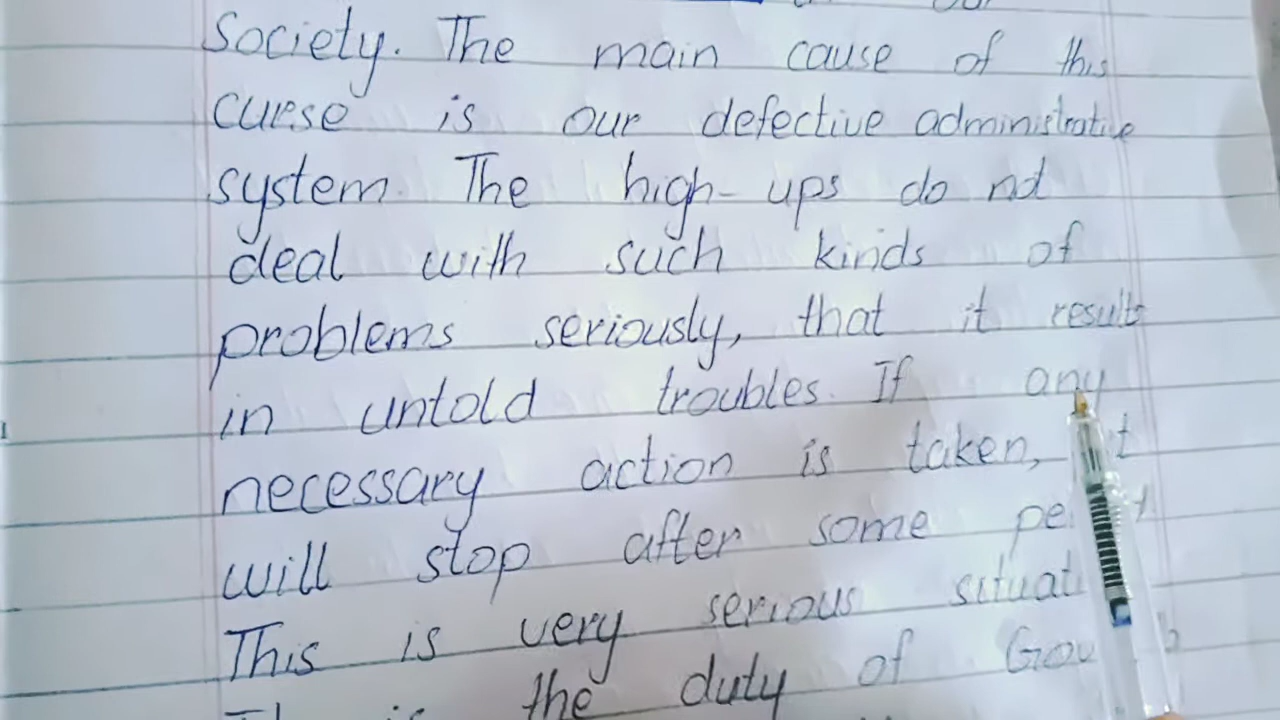 Society. The main cause of this
curse is our defective administrative
system. The high-ups do not
deal with such kinds of
problems seriously, that it results
in untold troubles. If any
necessary action is taken,
will stop after some
This is very serious
is the duty of